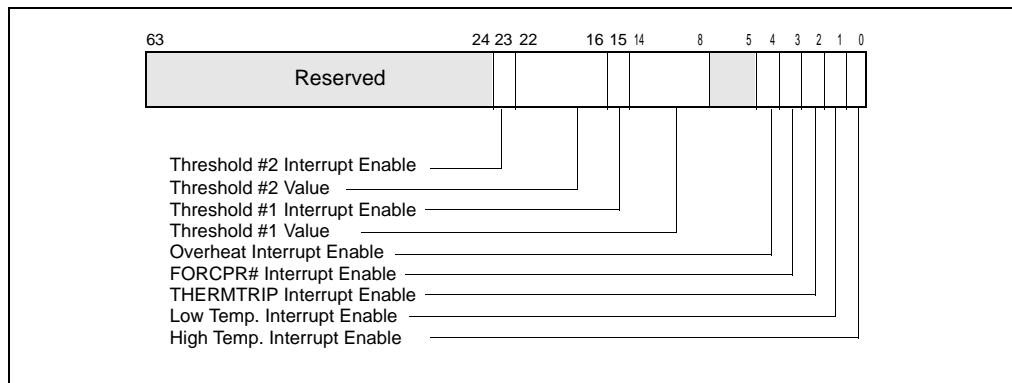 63 24 23 22 16 15 14 8 5 4 3 2 1 0
Reserved
Threshold #2 Interrupt Enable
Threshold #2 Value
Threshold #1 Interrupt Enable
Threshold #1 Value
Overheat Interrupt Enable
FORCPR# Interrupt Enable
THERMTRIP Interrupt Enable
Low Temp. Interrupt Enable
High Temp. Interrupt Enable